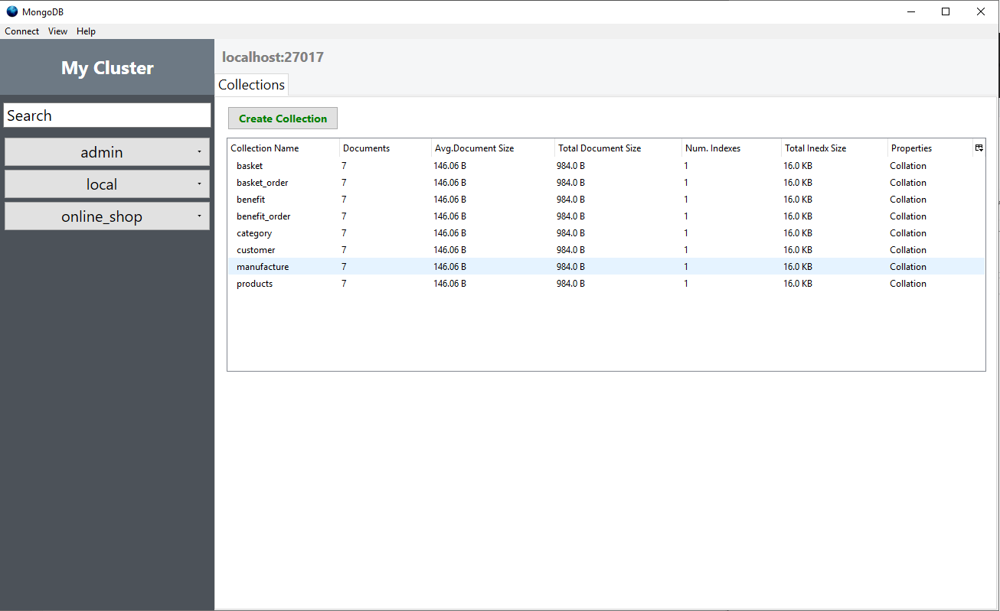 MongoDB
Connect View Help
My Cluster
localhost:27017
Collections
Search
admin
local
online_shop
Create Collection
Collection Name Documents Avg.Document Size Total Document Size Num. Indexes Total Inedx Size Properties
basket 7 146.06 B 984.0 B 1 16.0 KB Collation
basket_order 7 146.06 B 984.0 B 1 16.0 KB Collation
benefit 7 146.06 B 984.0 B 1 16.0 KB Collation
benefit_order 7 146.06 B 984.0 B 1 16.0 KB Collation
category 7 146.06 B 984.0 B 1 16.0 KB Collation
customer 7 146.06 B 984.0 B 1 16.0 KB Collation
manufacture 7 146.06 B 984.0 B 1 16.0 KB Collation
products 7 146.06 B 984.0 B 1 16.0 KB Collation